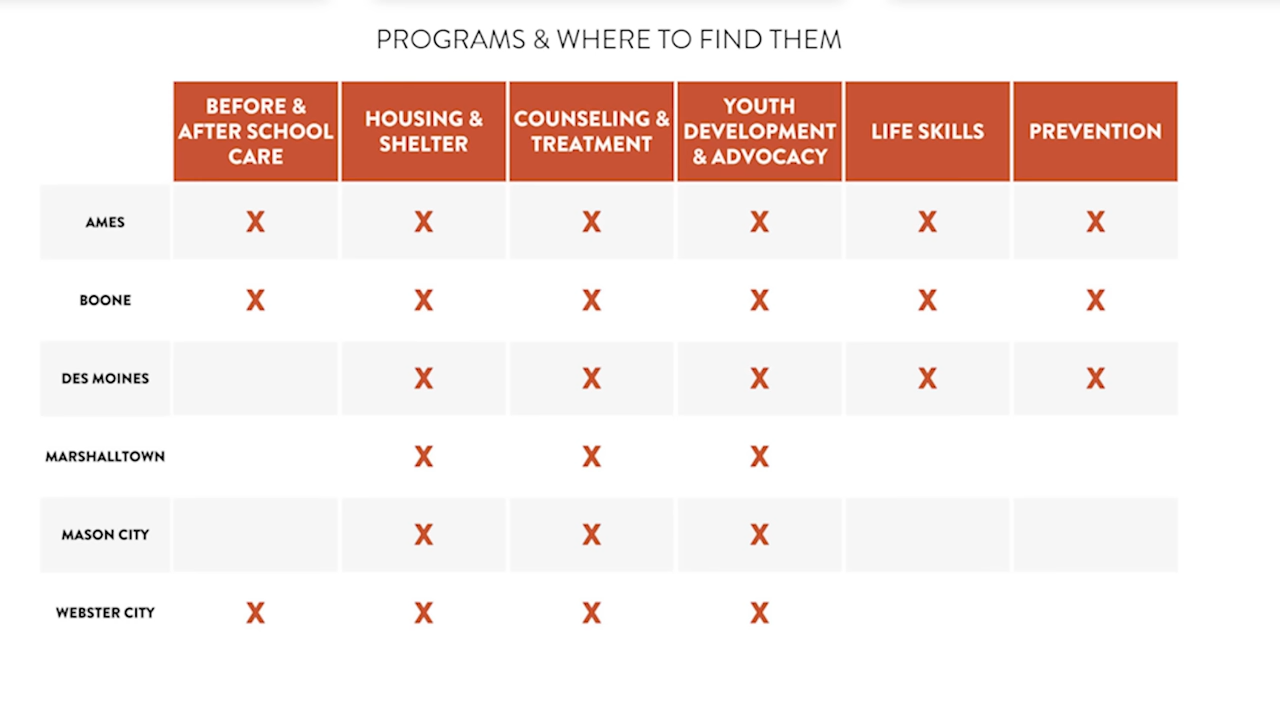 PROGRAMS & WHERE TO FIND THEM
BEFORE &
AFTER SCHOOL
CARE
HOUSING &
SHELTER
COUNSELING &
TREATMENT
YOUTH
DEVELOPMENT
& ADVOCACY
LIFE SKILLS
PREVENTION
AMES X X X X X X
BOONE X X X X X X
DES MOINES X X X X X
MARSHALLTOWN X X X
MASON CITY X X X
WEBSTER CITY X X X X